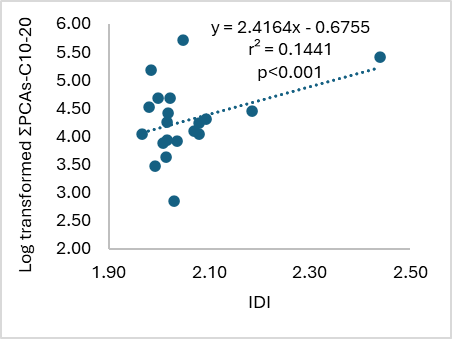 y = 2.4164x - 0.6755
r² = 0.1441
p<0.001
Log transformed ΣPCAs-C10-20
6.00
5.50
5.00
4.50
4.00
3.50
3.00
2.50
2.00
1.90
2.10
2.30
2.50
IDI